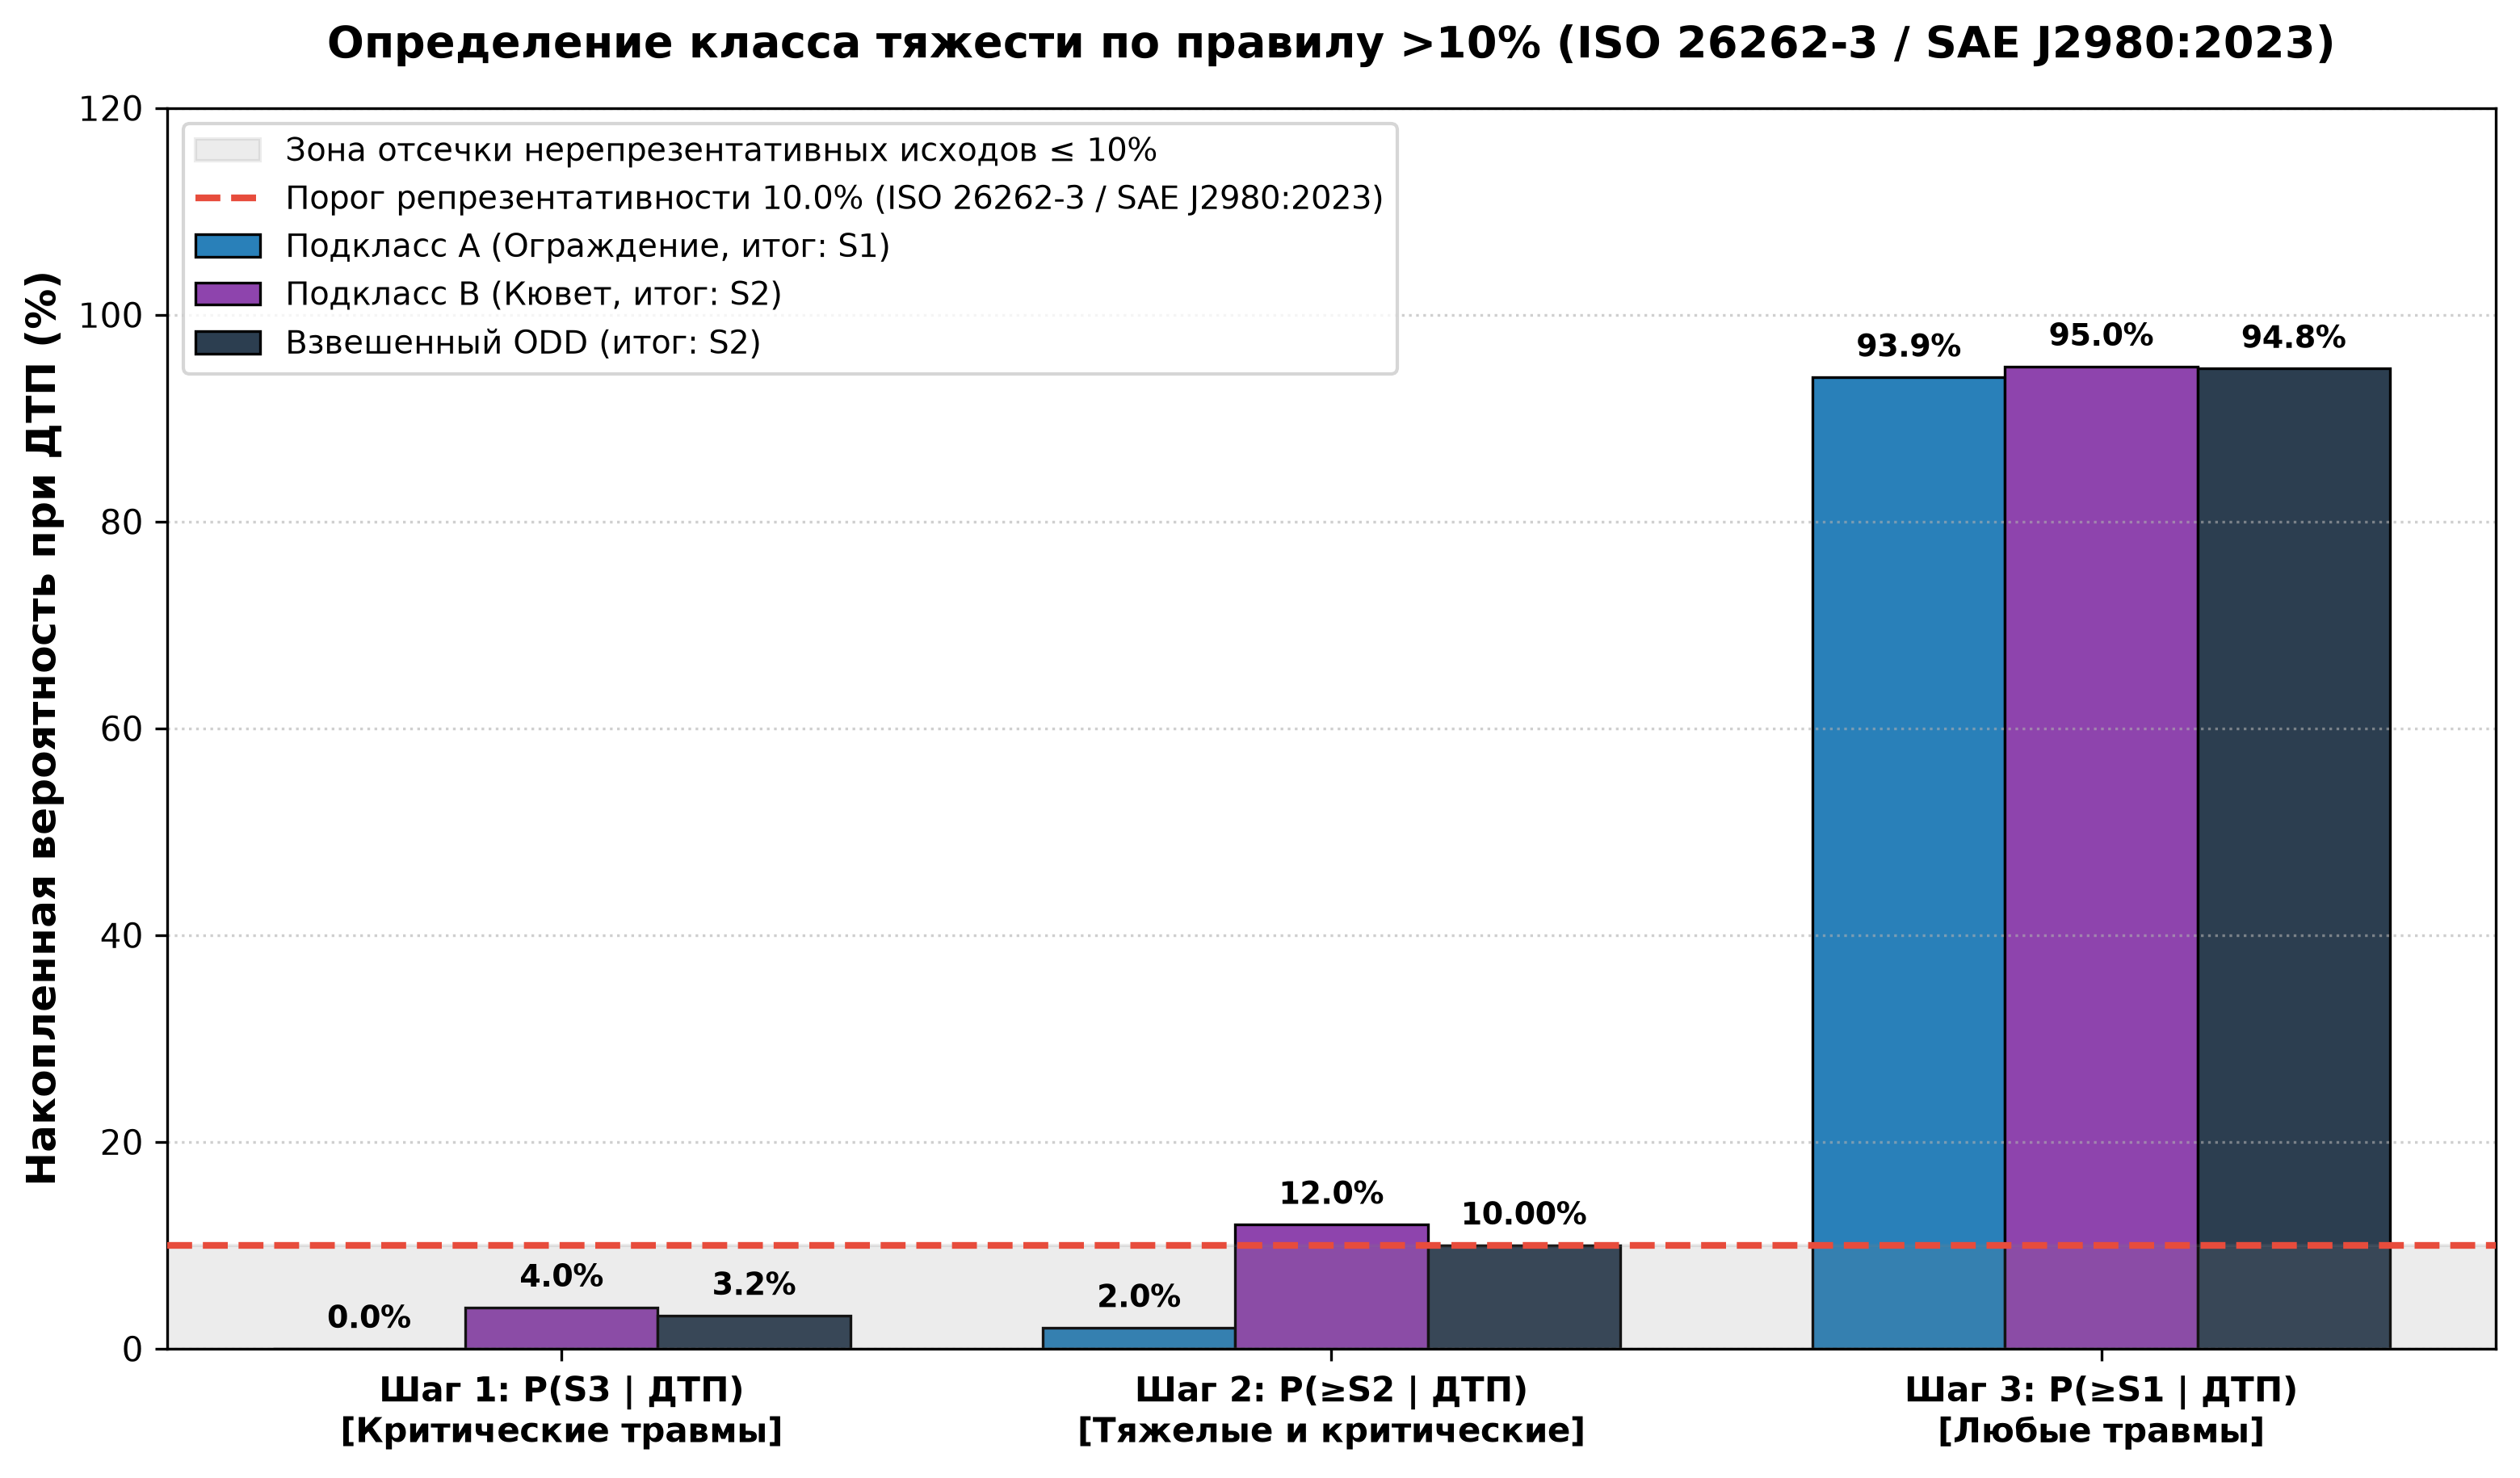 Определение класса тяжести по правилу >10% (ISO 26262-3 / SAE J2980:2023)
Накопленная вероятность при ДТП (%)
120
100
80
60
40
20
0
Зона отсечки нерепрезентативных исходов ≤ 10%
Порог репрезентативности 10.0% (ISO 26262-3 / SAE J2980:2023)
Подкласс A (Ограждение, итог: S1)
Подкласс B (Кювет, итог: S2)
Взвешенный ODD (итог: S2)
0.0%
4.0%
3.2%
2.0%
12.0%
10.00%
93.9%
95.0%
94.8%
Шаг 1: P(S3 | ДТП)
[Критические травмы]
Шаг 2: P(≥S2 | ДТП)
[Тяжелые и критические]
Шаг 3: P(≥S1 | ДТП)
[Любые травмы]